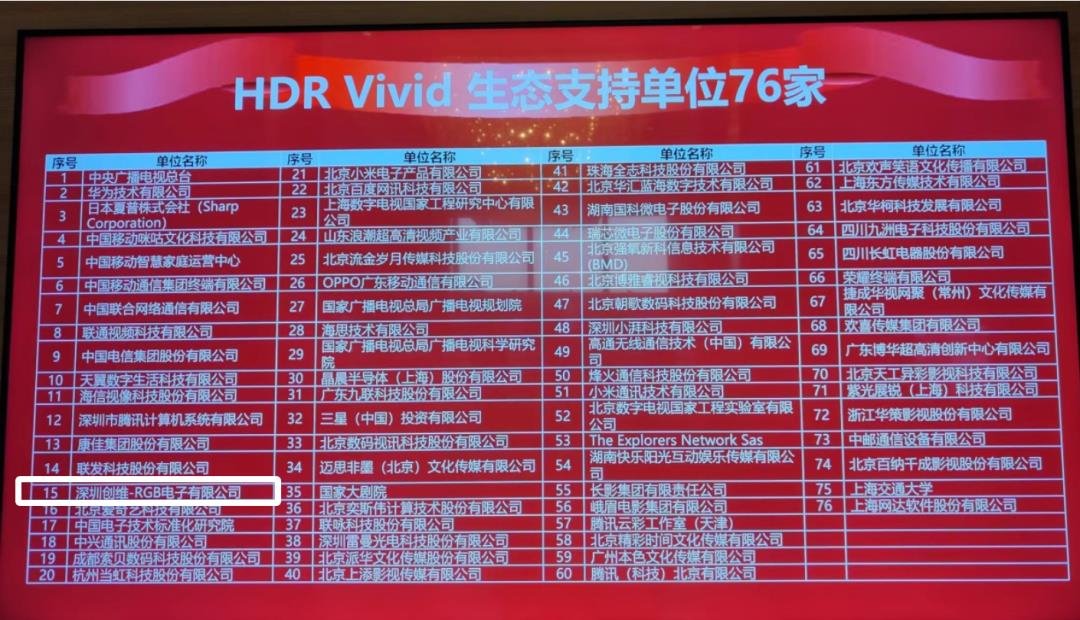 HDR Vivid 生态支持单位76家
序号 单位名称
1 中央广播电视总台
2 华为技术有限公司
3 日本夏普株式会社（Sharp
Corporation）
4 中国移动咪咕文化科技有限公司
5 中国移动智慧家庭运营中心
6 中国移动通信集团终端有限公司
7 中国联合网络通信有限公司
8 联通视频科技有限公司
9 中国电信集团股份有限公司
10 天翼数字生活科技有限公司
11 海信视像科技股份有限公司
12 深圳市腾讯计算机系统有限公司
13 康佳集团股份有限公司
14 联发科技股份有限公司
15 深圳创维-RGB电子有限公司
16 北京爱奇艺科技有限公司
17 中国电子技术标准化研究院
18 中兴通讯股份有限公司
19 成都索贝数码科技股份有限公司
20 杭州当虹科技股份有限公司
序号 单位名称
21 北京小米电子产品有限公司
22 北京百度网讯科技有限公司
23 上海数字电视国家工程研究中心有限
公司
24 山东浪潮超高清视频产业有限公司
25 北京流金岁月传媒科技股份有限公司
26 OPPO广东移动通信有限公司
27 国家广播电视总局广播电视规划院
28 海思技术有限公司
29 国家广播电视总局广播电视科学研究
院
30 晶晨半导体（上海）股份有限公司
31 广东九联科技股份有限公司
32 三星（中国）投资有限公司
33 北京数码视讯科技股份有限公司
34 迈思非墨（北京）文化传媒有限公司
35 国家大剧院
36 北京奕斯伟计算技术股份有限公司
37 联咏科技股份有限公司
38 深圳雷曼光电科技股份有限公司
39 北京派华文化传媒股份有限公司
40 北京上添影视传媒有限公司
序号 单位名称
41 珠海全志科技股份有限公司
42 北京华汇蓝海数字技术有限公司
43 湖南国科微电子股份有限公司
44 瑞芯微电子股份有限公司
45 北京强氧新科信息技术有限公司
(BMD)
46 北京博雅睿视科技有限公司
47 北京朝歌数码科技股份有限公司
48 深圳小湃科技有限公司
49 高通无线通信技术（中国）有限公
司
50 烽火通信科技股份有限公司
51 小米通讯技术有限公司
52 北京数字电视国家工程实验室有限
公司
53 The Explorers Network Sas
54 湖南快乐阳光互动娱乐传媒有限公
司
55 长影集团有限责任公司
56 峨眉电影集团有限公司
57 腾讯云彩工作室（天津）
58 北京精彩时间文化传媒有限公司
59 广州本色文化传媒有限公司
60 腾讯（科技）北京有限公司
序号 单位名称
61 北京欢声笑语文化传播有限公司
62 上海东方传媒技术有限公司
63 北京华柯科技发展有限公司
64 四川九洲电子科技股份有限公司
65 四川长虹电器股份有限公司
66 荣耀终端有限公司
67 捷成华视网聚（常州）文化传媒有
限公司
68 欢喜传媒集团有限公司
69 广东博华超高清创新中心有限公司
70 北京天工异彩影视科技有限公司
71 紫光展锐（上海）科技有限公司
72 浙江华策影视股份有限公司
73 中邮通信设备有限公司
74 北京百纳千成影视股份有限公司
75 上海交通大学
76 上海网达软件股份有限公司